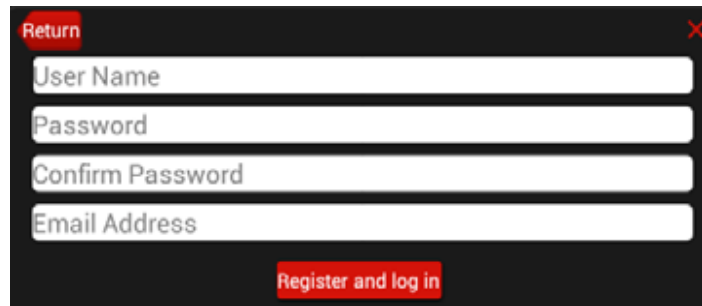 Return
User Name
Password
Confirm Password
Email Address
Register and log in